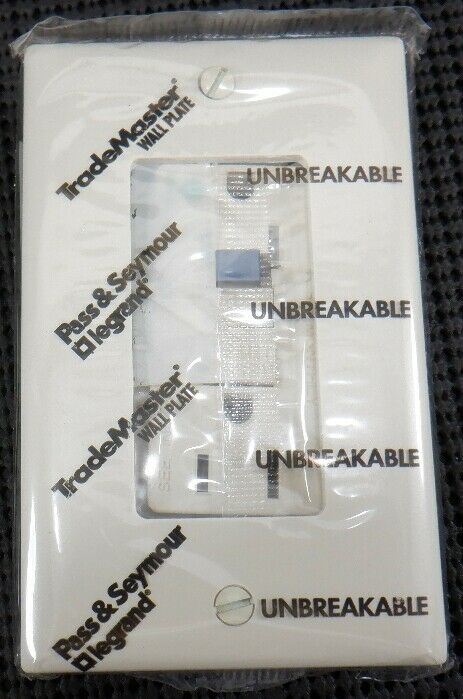 TradeMaster®
WALL PLATE
UNBREAKABLE
Pass & Seymour
legrand®
UNBREAKABLE
TradeMaster®
WALL PLATE
UNBREAKABLE
Pass & Seymour
legrand®
UNBREAKABLE